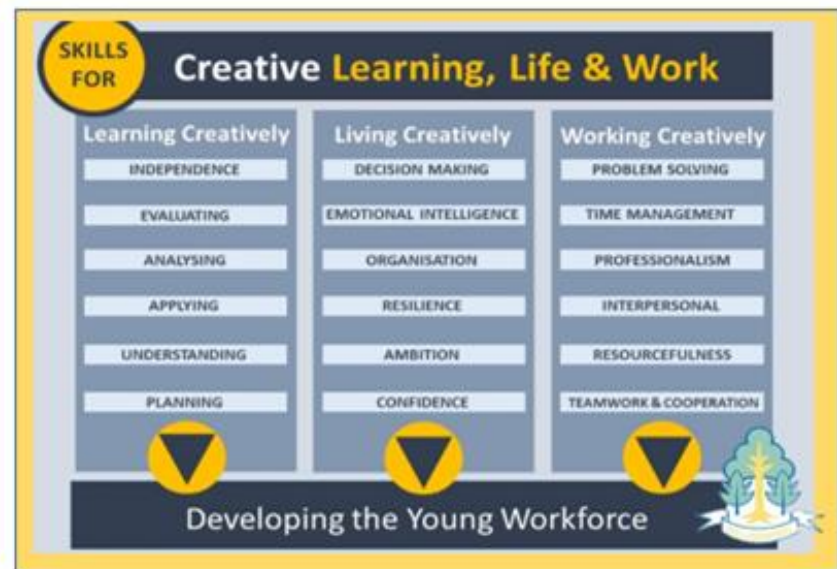 SKILLS
FOR
Creative Learning, Life & Work
Learning Creatively
INDEPENDENCE
EVALUATING
ANALYSING
APPLYING
UNDERSTANDING
PLANNING
Living Creatively
DECISION MAKING
EMOTIONAL INTELLIGENCE
ORGANISATION
RESILIENCE
AMBITION
CONFIDENCE
Working Creatively
PROBLEM SOLVING
TIME MANAGEMENT
PROFESSIONALISM
INTERPERSONAL
RESOURCEFULNESS
TEAMWORK & COOPERATION
Developing the Young Workforce